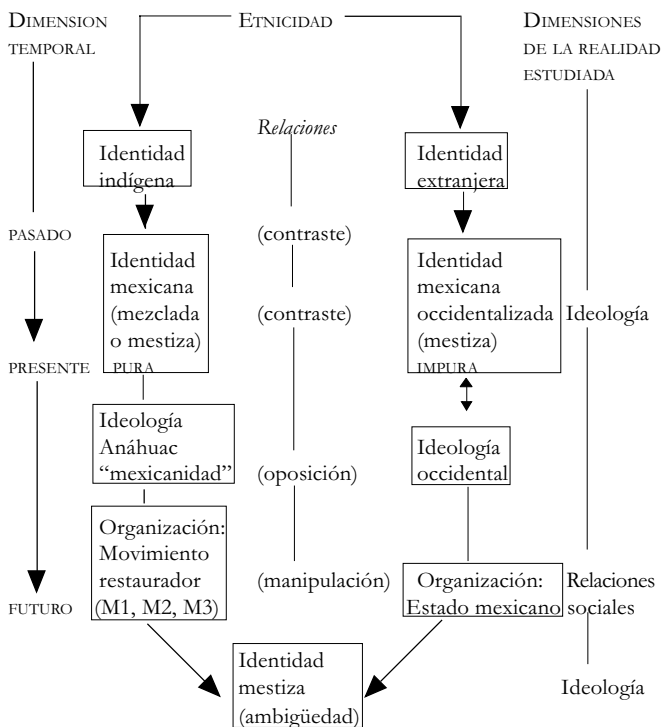 DIMENSION
TEMPORAL
ETNICIDAD
DIMENSIONES
DE LA REALIDAD
ESTUDIADA
Relaciones
Identidad
indígena
Identidad
extranjera
PASADO
(contraste)
Identidad
mexicana
(mezclada
o mestiza)
PURA
(contraste)
Identidad
mexicana
occidentalizada
(mestiza)
IMPURA
Ideología
PRESENTE
Ideología
Anáhuac
“mexicanidad”
(oposición)
Ideología
occidental
Organización:
Movimiento
restaurador
(M1, M2, M3)
(manipulación)
Organización:
Estado mexicano
Relaciones
sociales
FUTURO
Identidad
mestiza
(ambigüedad)
Ideología